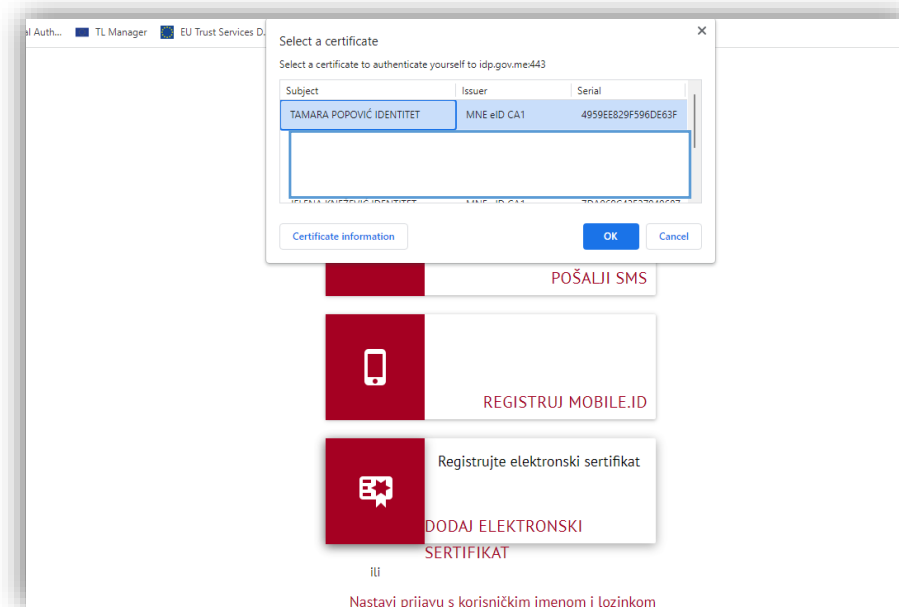 al Auth... TL Manager EU Trust Services D.
Select a certificate
Select a certificate to authenticate yourself to idp.gov.me:443
Subject Issuer Serial
TAMARA POPOVIĆ IDENTITET MNE eID CA1 4959EE829F596DE63F
Certificate information OK Cancel
POŠALJI SMS
REGISTRUJ MOBILE.ID
Registrujte elektronski sertifikat
DODAJ ELEKTRONSKI
SERTIFIKAT
ili
Nastavi prijavu s korisničkim imenom i lozinkom